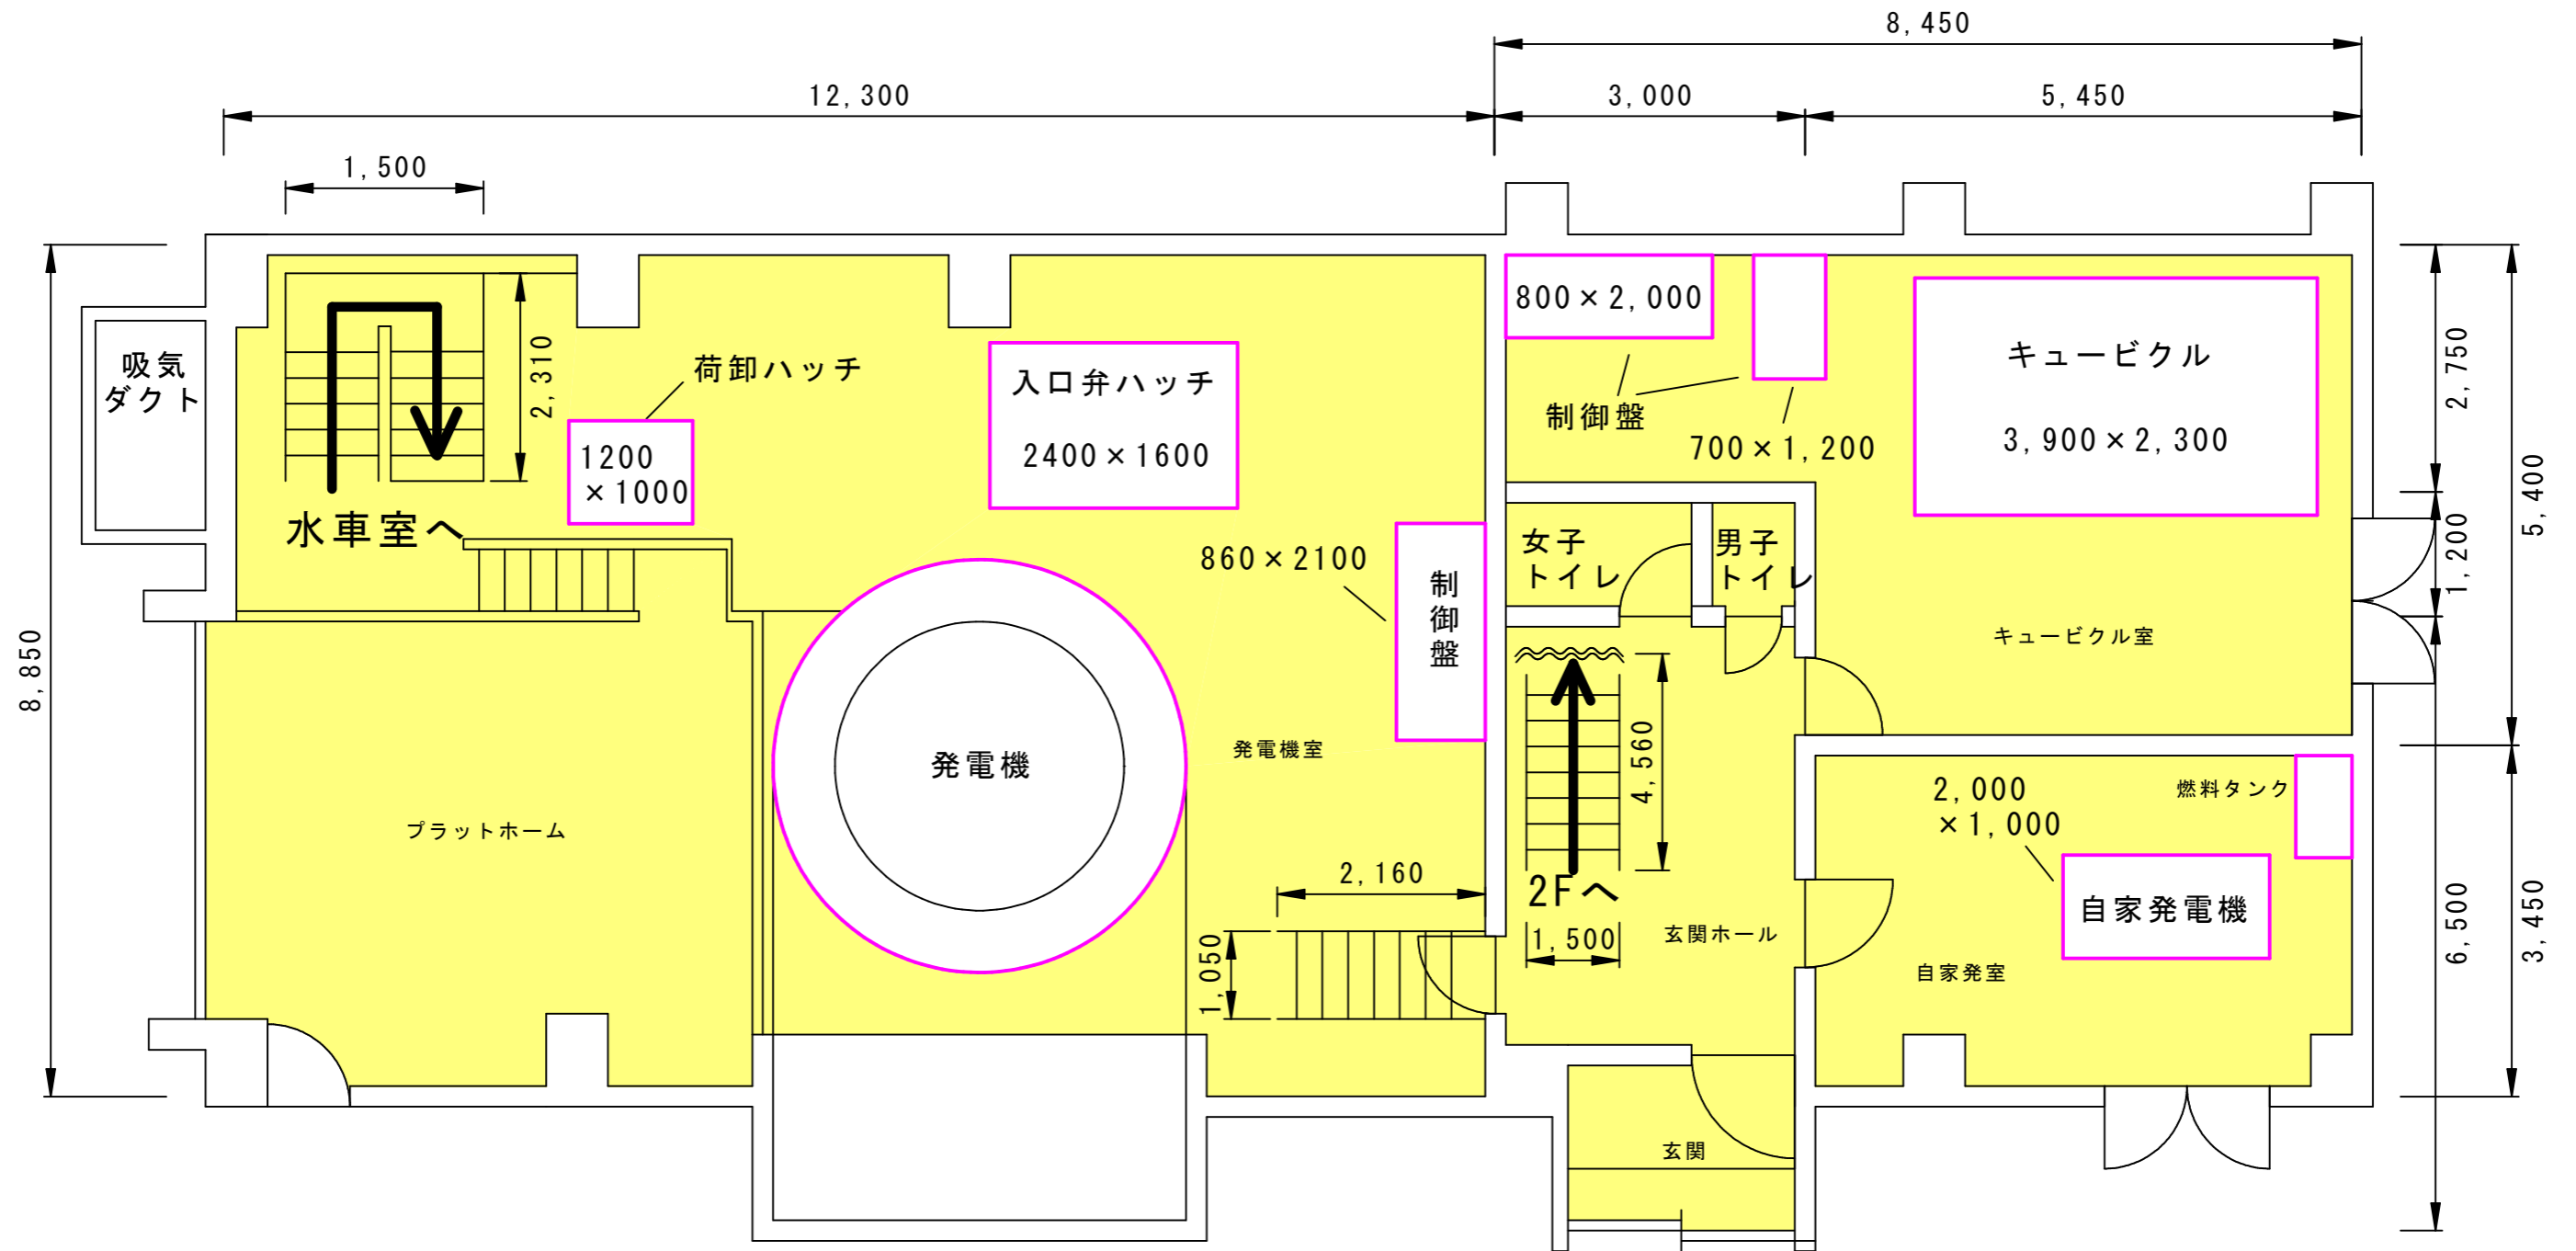 8,450
12,300
3,000
5,450
1,500
吸気
ダクト
2,310
荷卸ハッチ
1200
×1000
水車室へ
入口弁ハッチ
2400×1600
860×2100
制御盤
800×2,000
制御盤
700×1,200
キュービクル
3,900×2,300
2,750
5,400
1,200
女子
トイレ
男子
トイレ
キュービクル室
8,850
発電機
発電機室
プラットホーム
4,560
2Fへ
1,500
2,160
1,050
玄関ホール
2,000
×1,000
燃料タンク
自家発電機
自家発室
6,500
3,450
玄関